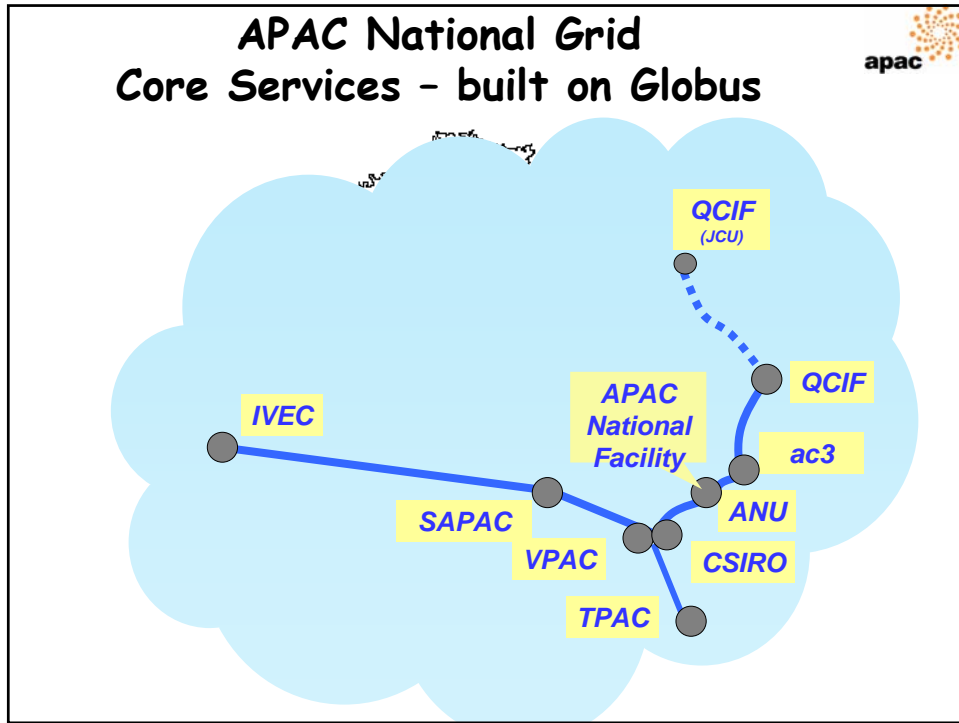 APAC National Grid
Core Services – built on Globus
apac
QCIF
(JCU)
QCIF
APAC
National
Facility
IVEC
ac3
SAPAC
ANU
VPAC
CSIRO
TPAC